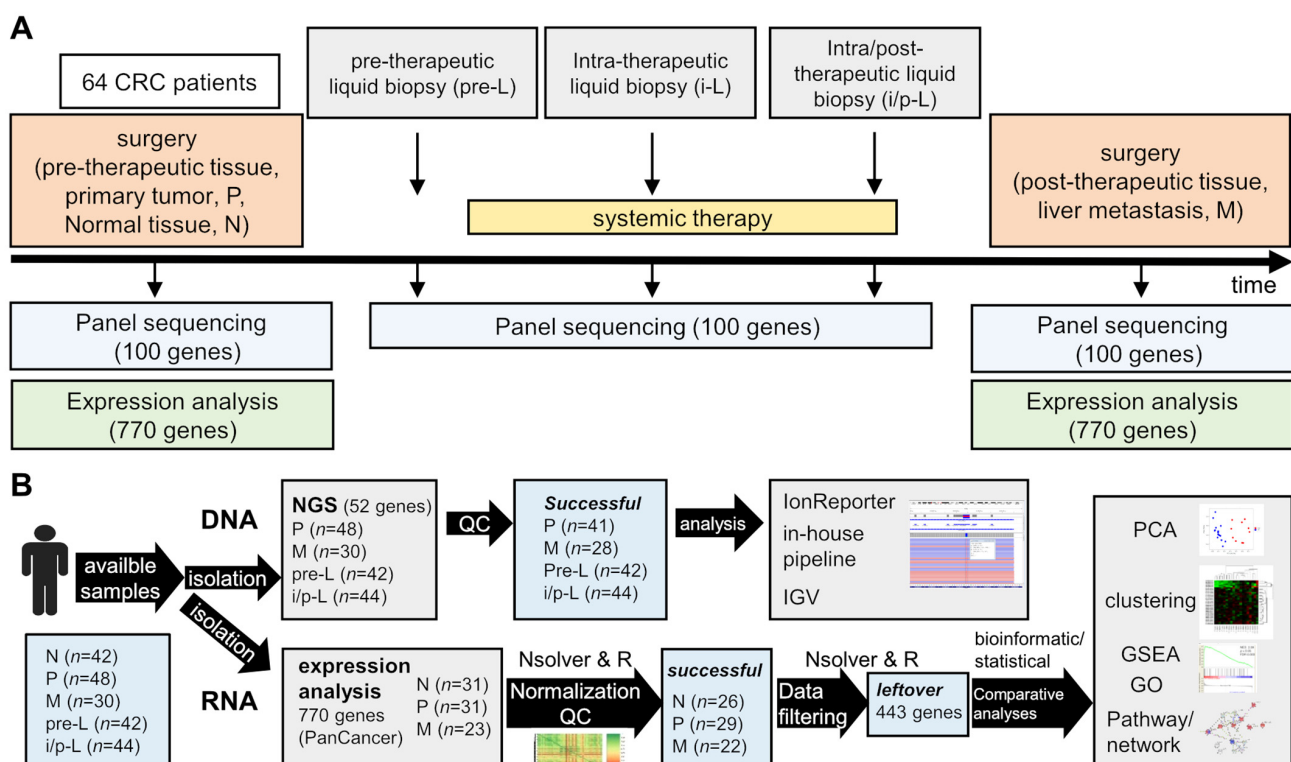 A
64 CRC patients
pre-therapeutic
liquid biopsy (pre-L)
Intra-therapeutic
liquid biopsy (i-L)
Intra/post-
therapeutic liquid
biopsy (i/p-L)
surgery
(pre-therapeutic tissue,
primary tumor, P,
Normal tissue, N)
systemic therapy
surgery
(post-therapeutic tissue,
liver metastasis, M)
time
Panel sequencing
(100 genes)
Panel sequencing (100 genes)
Panel sequencing
(100 genes)
Expression analysis
(770 genes)
Expression analysis
(770 genes)
B
availble
samples
N (n=42)
P (n=48)
M (n=30)
pre-L (n=42)
i/p-L (n=44)
DNA
isolation
NGS (52 genes)
P (n=48)
M (n=30)
pre-L (n=42)
i/p-L (n=44)
QC
Successful
P (n=41)
M (n=28)
Pre-L (n=42)
i/p-L (n=44)
analysis
IonReporter
in-house
pipeline
IGV
isolation
RNA
expression
analysis
770 genes
(PanCancer)
N (n=31)
P (n=31)
M (n=23)
Nsolver & R
Normalization
QC
successful
N (n=26)
P (n=29)
M (n=22)
Nsolver & R
Data
filtering
leftover
443 genes
bioinformatic/
statistical
Comparative
analyses
PCA
clustering
GSEA
GO
Pathway/
network